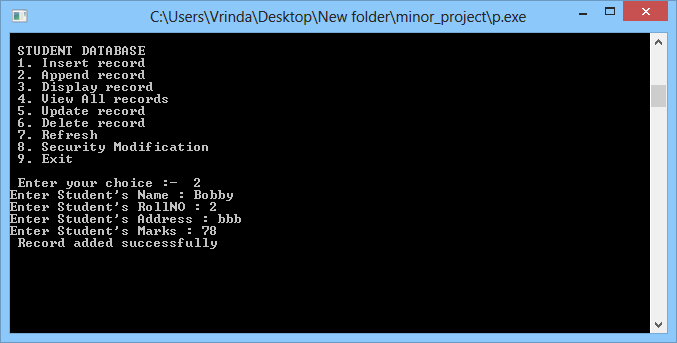 C:\Users\Vrinda\Desktop\New folder\minor_project\p.exe
STUDENT DATABASE
1. Insert record
2. Append record
3. Display record
4. View All records
5. Update record
6. Delete record
7. Refresh
8. Security Modification
9. Exit
Enter your choice :-  2
Enter Student's Name : Bobby
Enter Student's RollNO : 2
Enter Student's Address : bbb
Enter Student's Marks : 78
Record added successfully